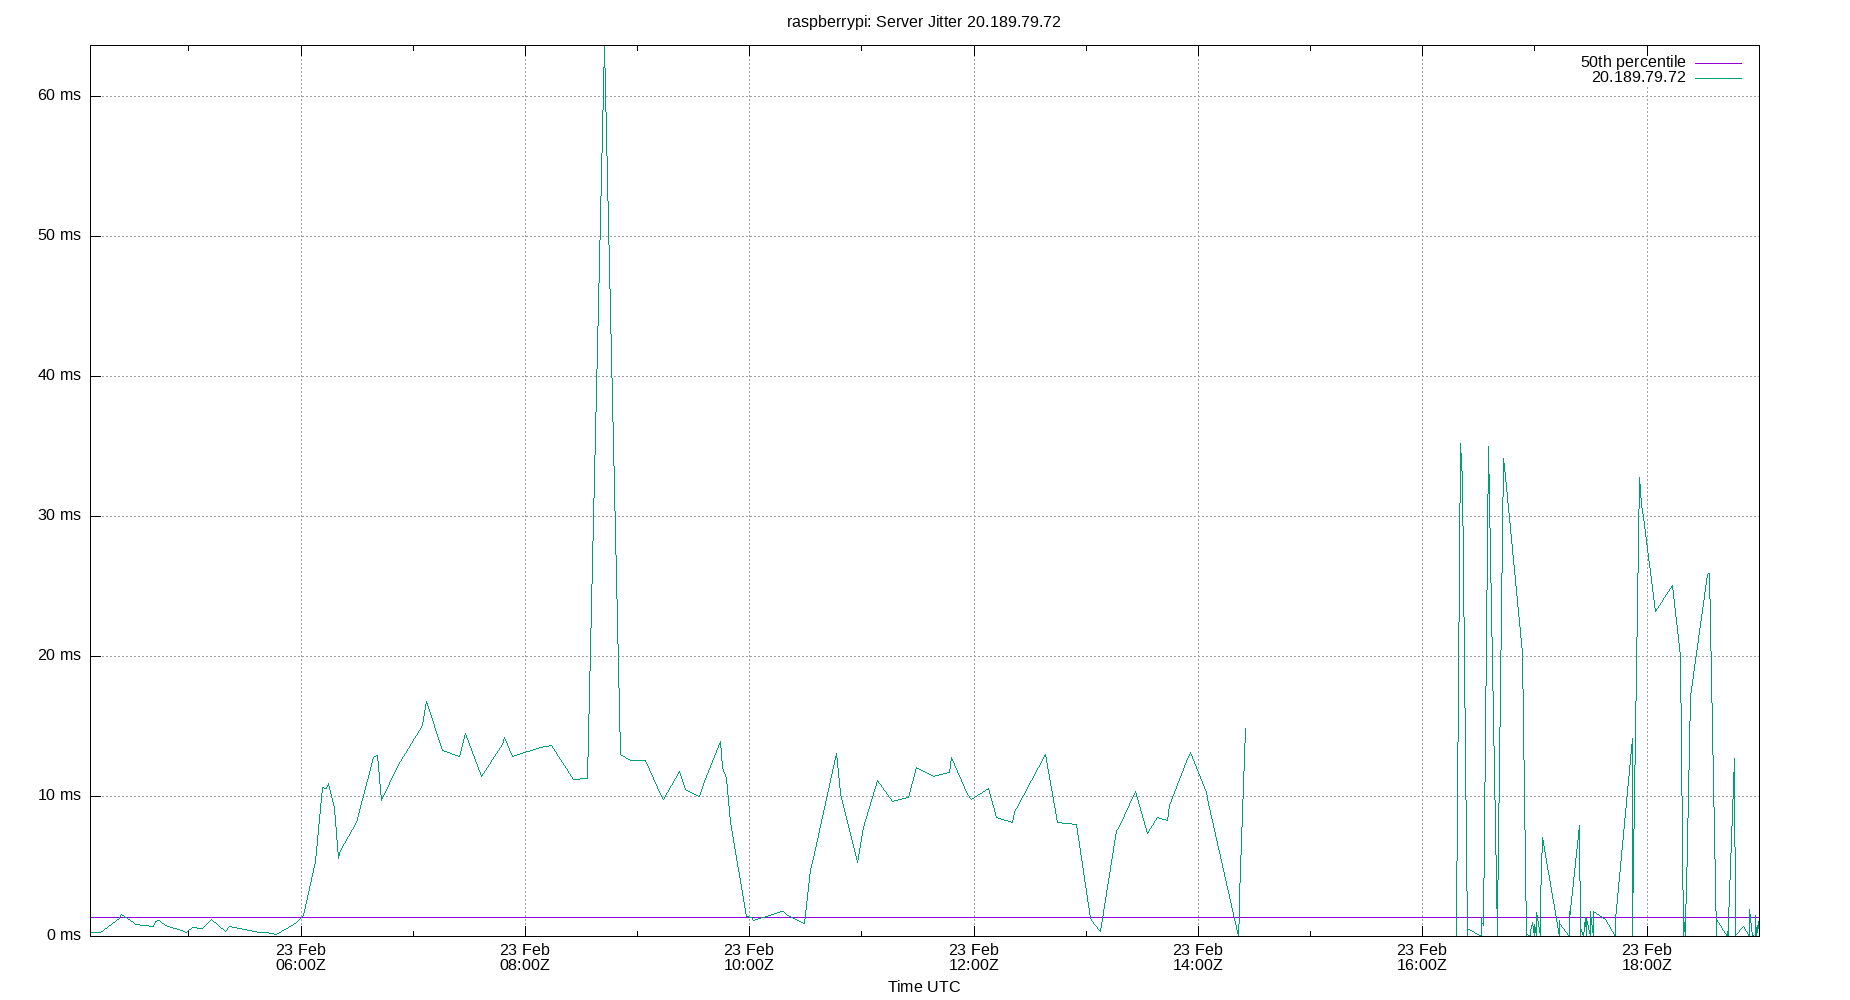 raspberrypi: Server Jitter 20.189.79.72
50th percentile
20.189.79.72
60 ms
50 ms
40 ms
30 ms
20 ms
10 ms
0 ms
23 Feb 23 Feb 23 Feb 23 Feb 23 Feb 23 Feb 23 Feb
06:00Z 08:00Z 10:00Z 12:00Z 14:00Z 16:00Z 18:00Z
Time UTC